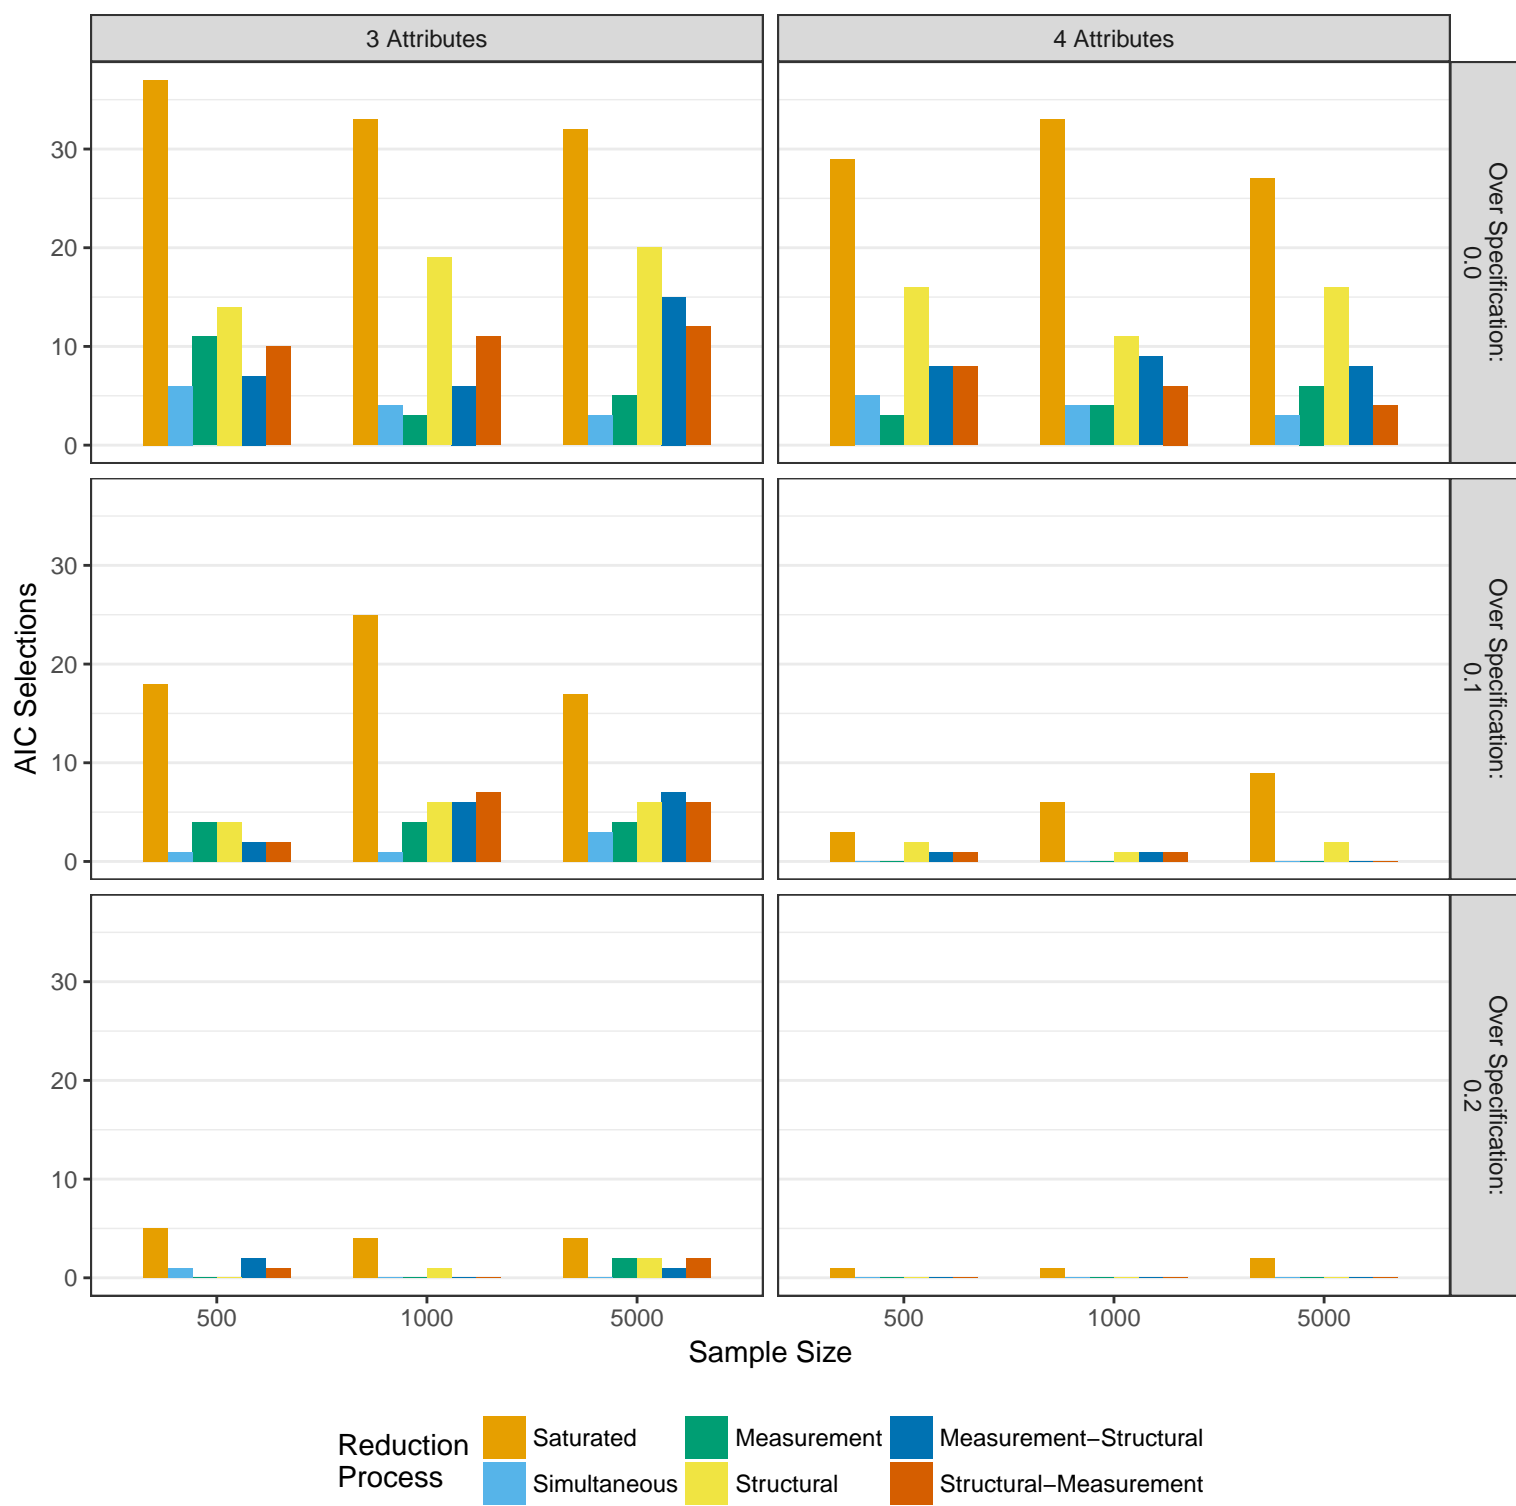 3 Attributes
4 Attributes
30
20
10
0
Over Specification:
0.0
AIC Selections
30
20
10
0
Over Specification:
0.1
30
20
10
0
Over Specification:
0.2
500
1000
5000
500
1000
5000
Sample Size
Reduction
Process
Saturated
Measurement
Measurement–Structural
Simultaneous
Structural
Structural–Measurement